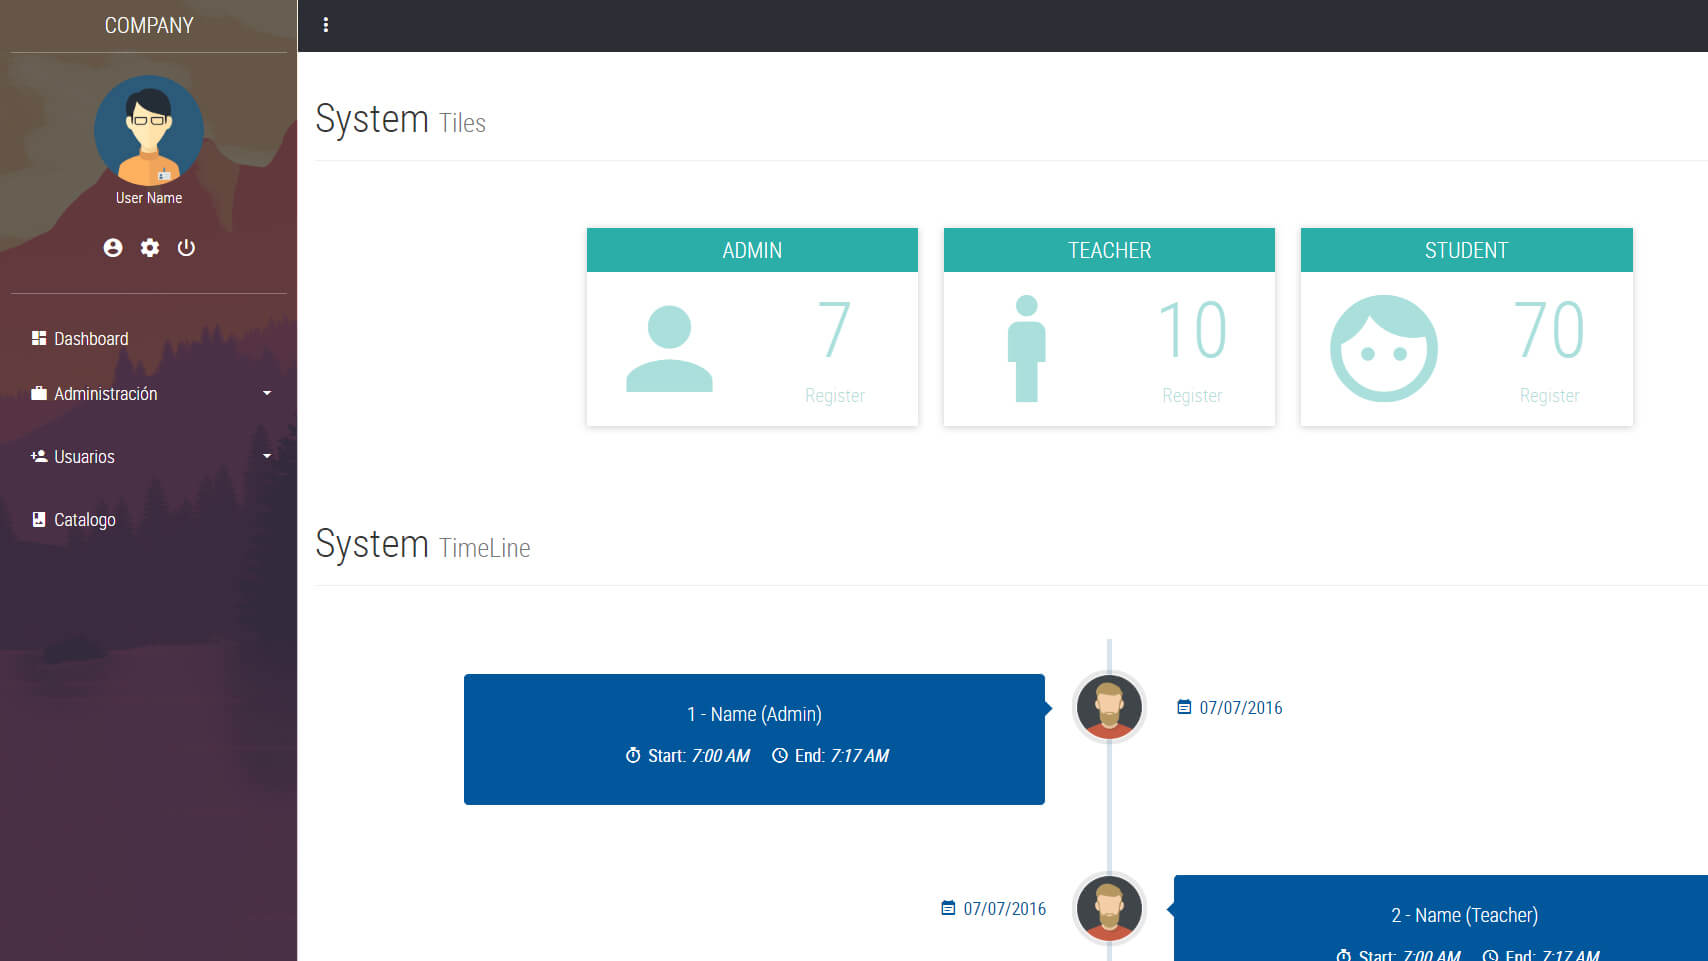 COMPANY
User Name
Dashboard
Administración
Usuarios
Catalogo
System Tiles
ADMIN
7
Register
TEACHER
10
Register
STUDENT
70
Register
System TimeLine
1 - Name (Admin)
Start: 7:00 AM End: 7:17 AM
07/07/2016
07/07/2016
2 - Name (Teacher)
Start: 7:00 AM End: 7:17 AM